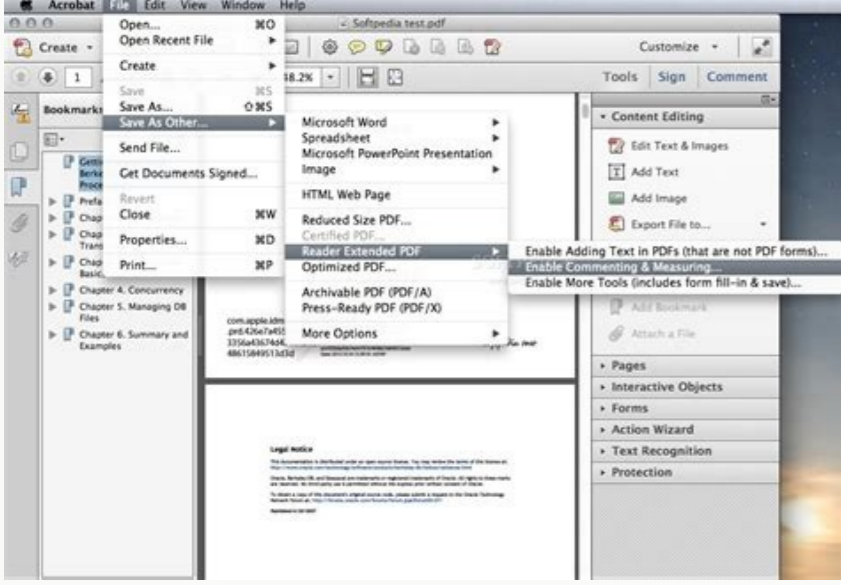 Acrobat File Edit View Window Help
Softpedia test.pdf
Create
Customize
1
48.2%
Tools Sign Comment
Open... ⌘O
Open Recent File
Create
Save ⌘S
Save As... ⇧⌘S
Save As Other...
Send File...
Get Documents Signed...
Revert
Close ⌘W
Properties... ⌘D
Print... ⌘P
Microsoft Word
Spreadsheet
Microsoft PowerPoint Presentation
Image
HTML Web Page
Reduced Size PDF...
Certified PDF...
Reader Extended PDF
Optimized PDF...
Archivable PDF (PDF/A)
Press-Ready PDF (PDF/X)
More Options
Enable Adding Text in PDFs (that are not PDF forms)...
Enable Commenting & Measuring...
Enable More Tools (includes form fill-in & save)...
Bookmarks
Chapter 4. Concurrency
Chapter 5. Managing DB
Files
Chapter 6. Summary and
Examples
Legal Notice
Content Editing
Edit Text & Images
Add Text
Add Image
Export File to...
Add Bookmark
Attach a File
Pages
Interactive Objects
Forms
Action Wizard
Text Recognition
Protection